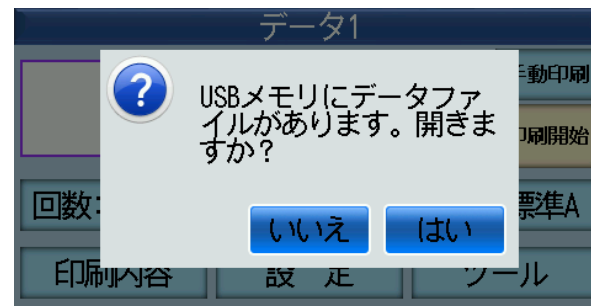 データ1
USBメモリにデータファ
イルがあります。開きま
すか?
いいえ
はい
手動印刷
印刷開始
回数:
標準A
印刷内容
設 定
ツール